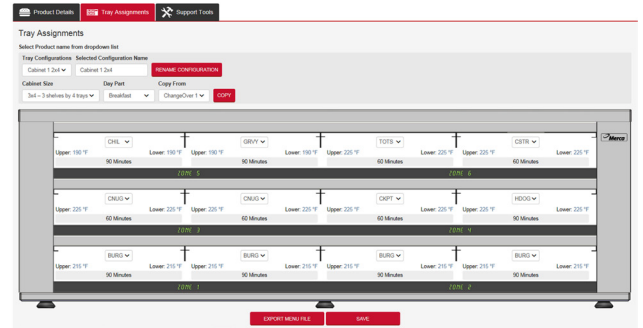 Product Details Tray Assignments Support Tools
Tray Assignments
Select Product name from dropdown list
Tray Configurations Selected Configuration Name
Cabinet 1 2x4 Cabinet 1 2x4 RENAME CONFIGURATION
Cabinet Size Day Part Copy From
3x4 – 3 shelves by 4 trays Breakfast ChangeOver 1 COPY
Merco
CHIL GRVY TOTS CSTR
Upper: 190 °F Lower: 190 °F Upper: 190 °F Lower: 190 °F Upper: 225 °F Lower: 225 °F Upper: 225 °F Lower: 225 °F
90 Minutes 90 Minutes 60 Minutes 60 Minutes
ZONE 5 ZONE 6
CNUG CNUG CKPT HDOG
Upper: 225 °F Lower: 225 °F Upper: 225 °F Lower: 225 °F Upper: 225 °F Lower: 225 °F Upper: 225 °F Lower: 225 °F
60 Minutes 60 Minutes 60 Minutes 90 Minutes
ZONE 3 ZONE 4
BURG BURG BURG BURG
Upper: 215 °F Lower: 215 °F Upper: 215 °F Lower: 215 °F Upper: 215 °F Lower: 215 °F Upper: 215 °F Lower: 215 °F
90 Minutes 90 Minutes 90 Minutes 90 Minutes
ZONE 1 ZONE 2
EXPORT MENU FILE SAVE